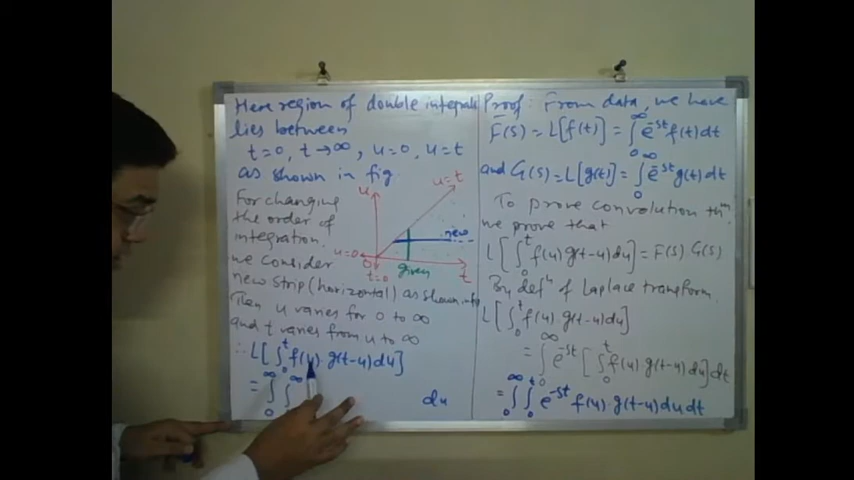 Here region of double integrals
lies between
t=0, t→∞, u=0, u=t
as shown in fig.
For changing
the order of
integration.
we consider
new strip (horizontal) as shown in fig
Then u varies for 0 to ∞
and t varies from u to ∞
∴ L[∫₀ᵗ f(u).g(t-u)du]
= ∫₀^∞ ∫ ^∞ du
u
u=t
new
u=0
O
t=0
given
t
Proof: From data, we have
F(s) = L[f(t)] = ∫₀^∞ e^-st f(t)dt
and G(s)=L[g(t)] = ∫₀^∞ e^-st g(t)dt
To prove convolution thm
we prove that
L[∫₀ᵗ f(u) g(t-u)du] = F(s) G(s)
By defn of Laplace transform.
L[∫₀ᵗ f(u).g(t-u)du]
= ∫₀^∞ e^-st [∫₀ᵗ f(u).g(t-u)du]dt
= ∫₀^∞ ∫₀ᵗ e^-st f(u).g(t-u)du dt